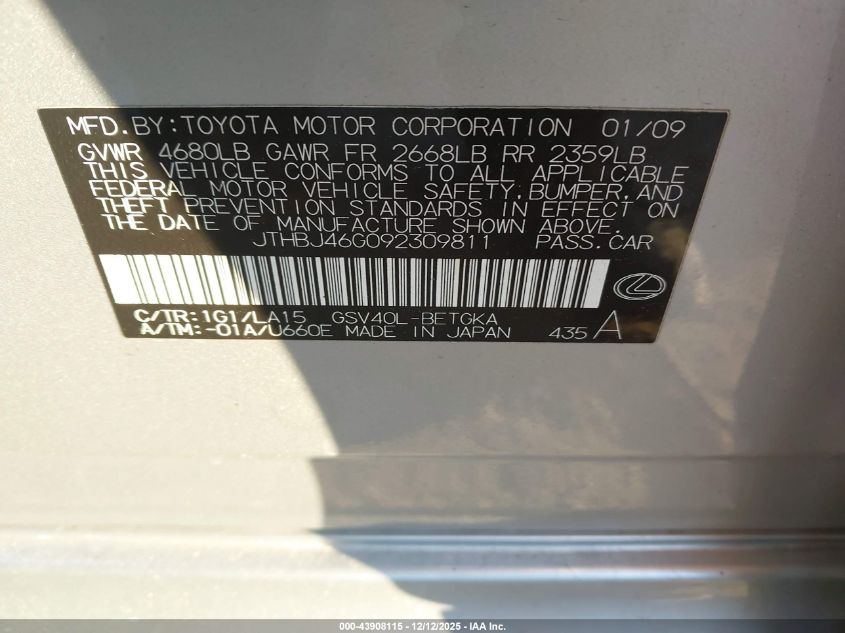 MFD.BY:TOYOTA MOTOR CORPORATION 01/09
GVWR 4680LB GAWR FR 2668LB RR 2359LB
THIS VEHICLE CONFORMS TO ALL APPLICABLE
FEDERAL MOTOR VEHICLE SAFETY,BUMPER,AND
THEFT PREVENTION STANDARDS IN EFFECT ON
THE DATE OF MANUFACTURE SHOWN ABOVE.
JTHBJ46G092309811 PASS.CAR
C/TR:1G1/LA15 GSV40L-BETGKA
A/TM:-01A/U660E MADE IN JAPAN 435 A
000-43908115 - 12/12/2025 - IAA Inc.